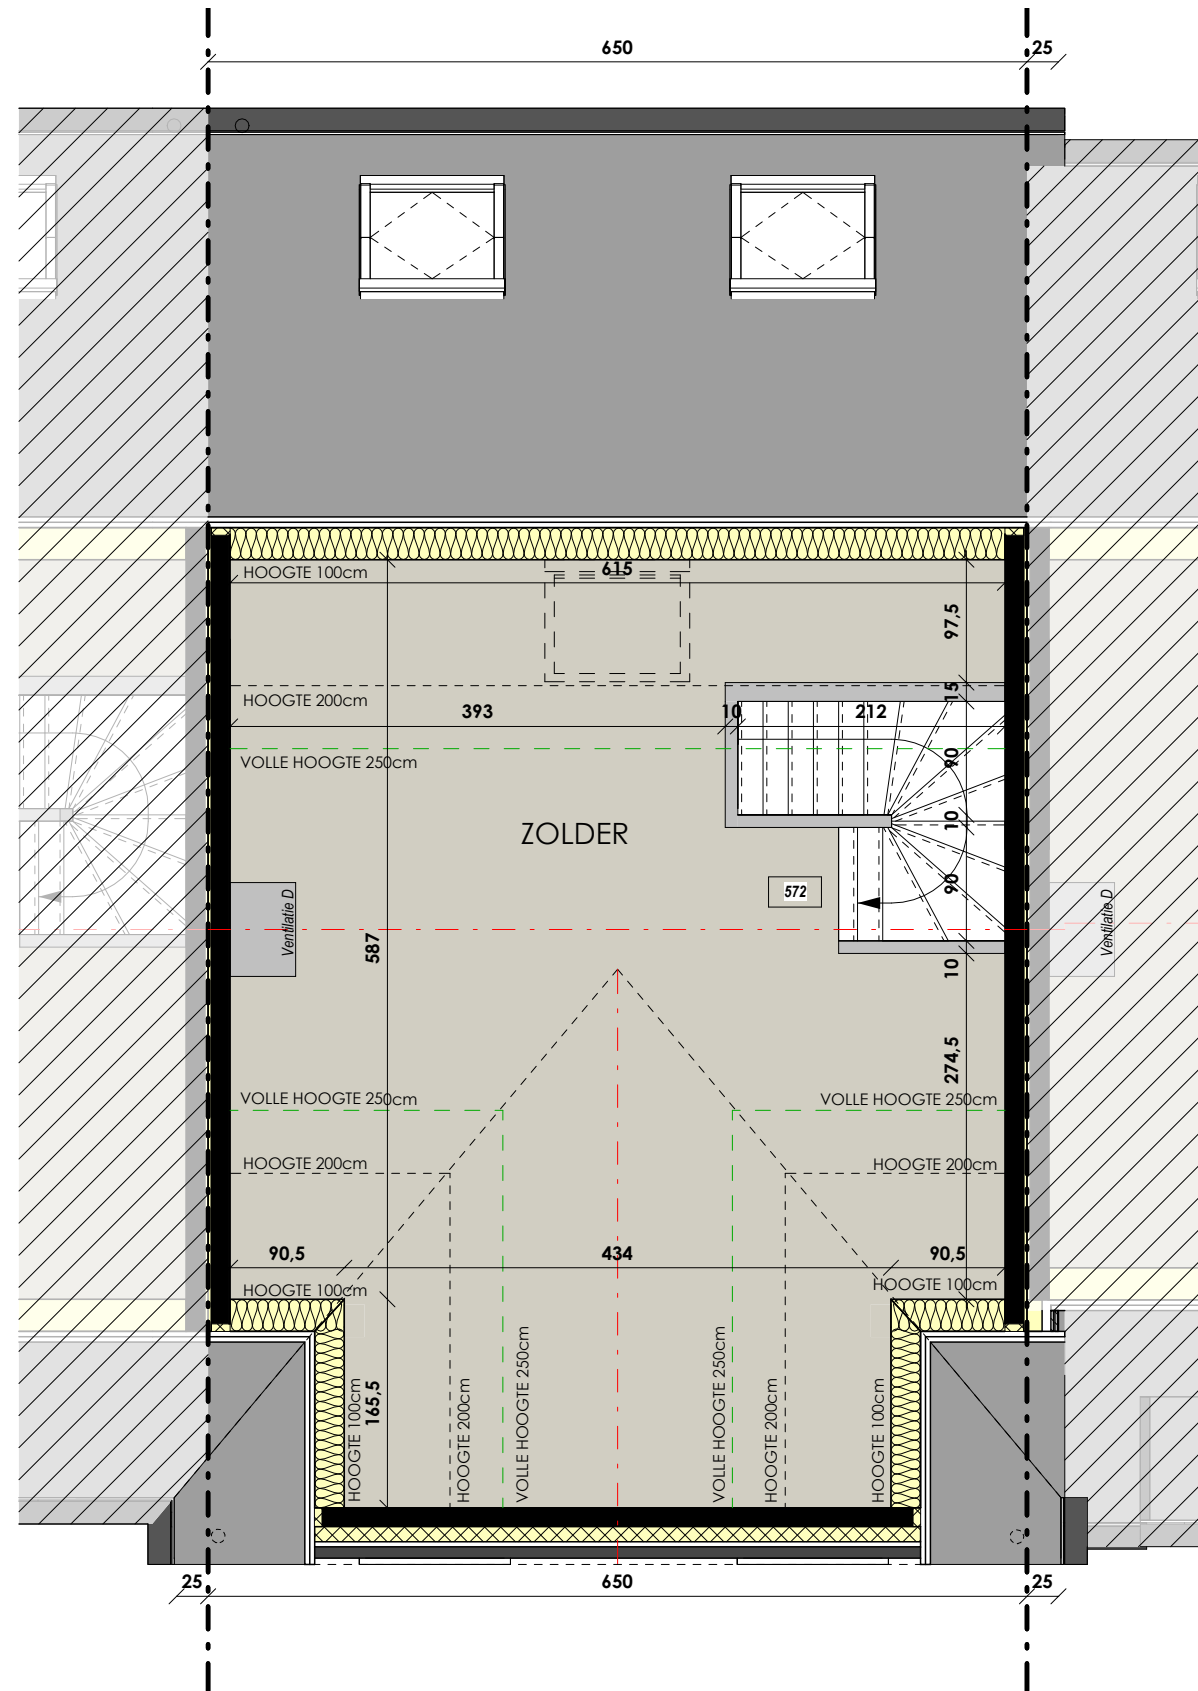 650
25
HOOGTE 100cm
615
97,5
HOOGTE 200cm
15
393
10
212
VOLLE HOOGTE 250cm
90
10
ZOLDER
572
90
Ventilatie D
Ventilatie D
587
10
274,5
VOLLE HOOGTE 250cm
VOLLE HOOGTE 250cm
HOOGTE 200cm
HOOGTE 200cm
90,5
434
90,5
HOOGTE 100cm
HOOGTE 100cm
HOOGTE 100cm
165,5
HOOGTE 200cm
VOLLE HOOGTE 250cm
VOLLE HOOGTE 250cm
HOOGTE 200cm
HOOGTE 100cm
25
650
25